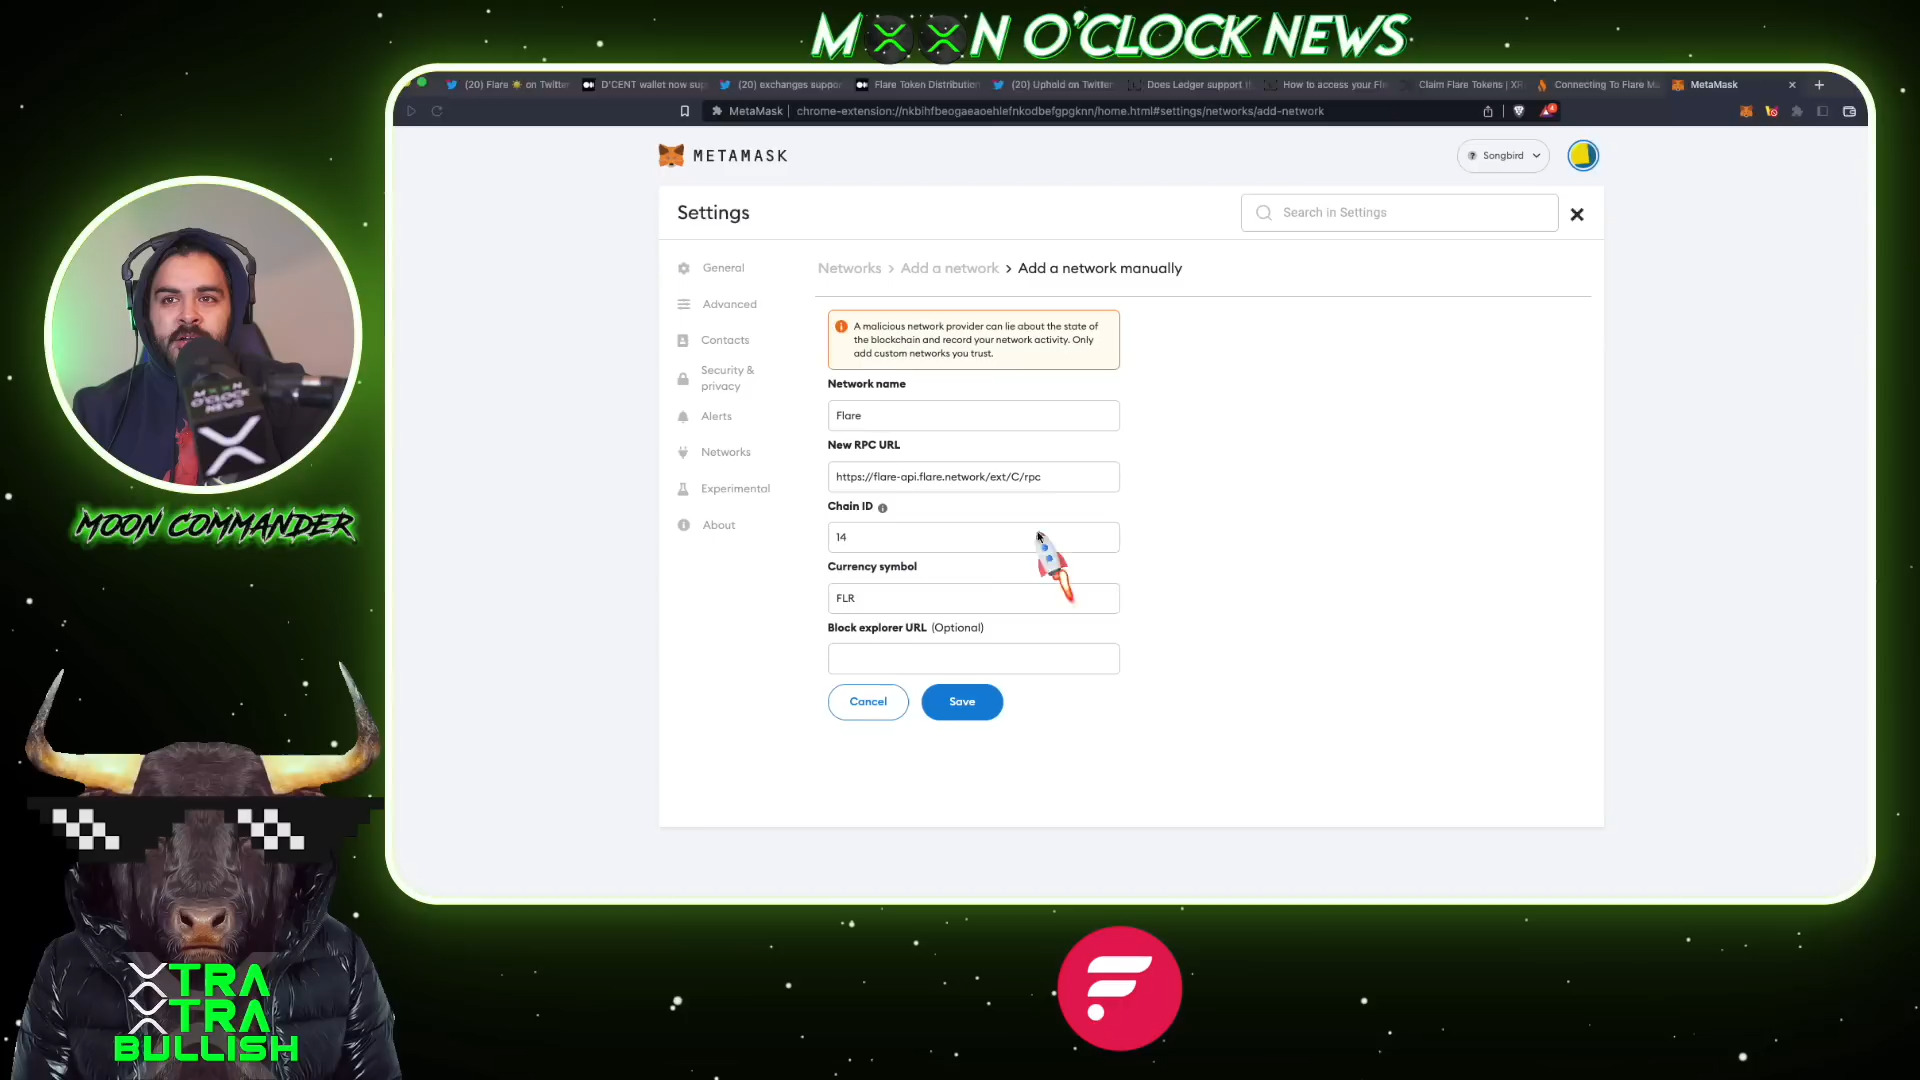 MOON O'CLOCK NEWS
(20) Flare ☀ on Twitte
D'CENT wallet now sup
(20) exchanges suppor
Flare Token Distribution
(20) Uphold on Twitter
Does Ledger support t
How to access your Fl
Claim Flare Tokens | XR
Connecting To Flare Ma
MetaMask
MetaMask | chrome-extension://nkbihfbeogaeaoehlefnkodbefgpgknn/home.html#settings/networks/add-network
METAMASK
Songbird
Settings
Search in Settings
General
Advanced
Contacts
Security &
privacy
Alerts
Networks
Experimental
About
Networks > Add a network > Add a network manually
A malicious network provider can lie about the state of
the blockchain and record your network activity. Only
add custom networks you trust.
Network name
Flare
New RPC URL
https://flare-api.flare.network/ext/C/rpc
Chain ID
14
Currency symbol
FLR
Block explorer URL (Optional)
Cancel
Save
MOON
O'CLOCK
NEWS
MOON COMMANDER
XTRA
XTRA
BULLISH